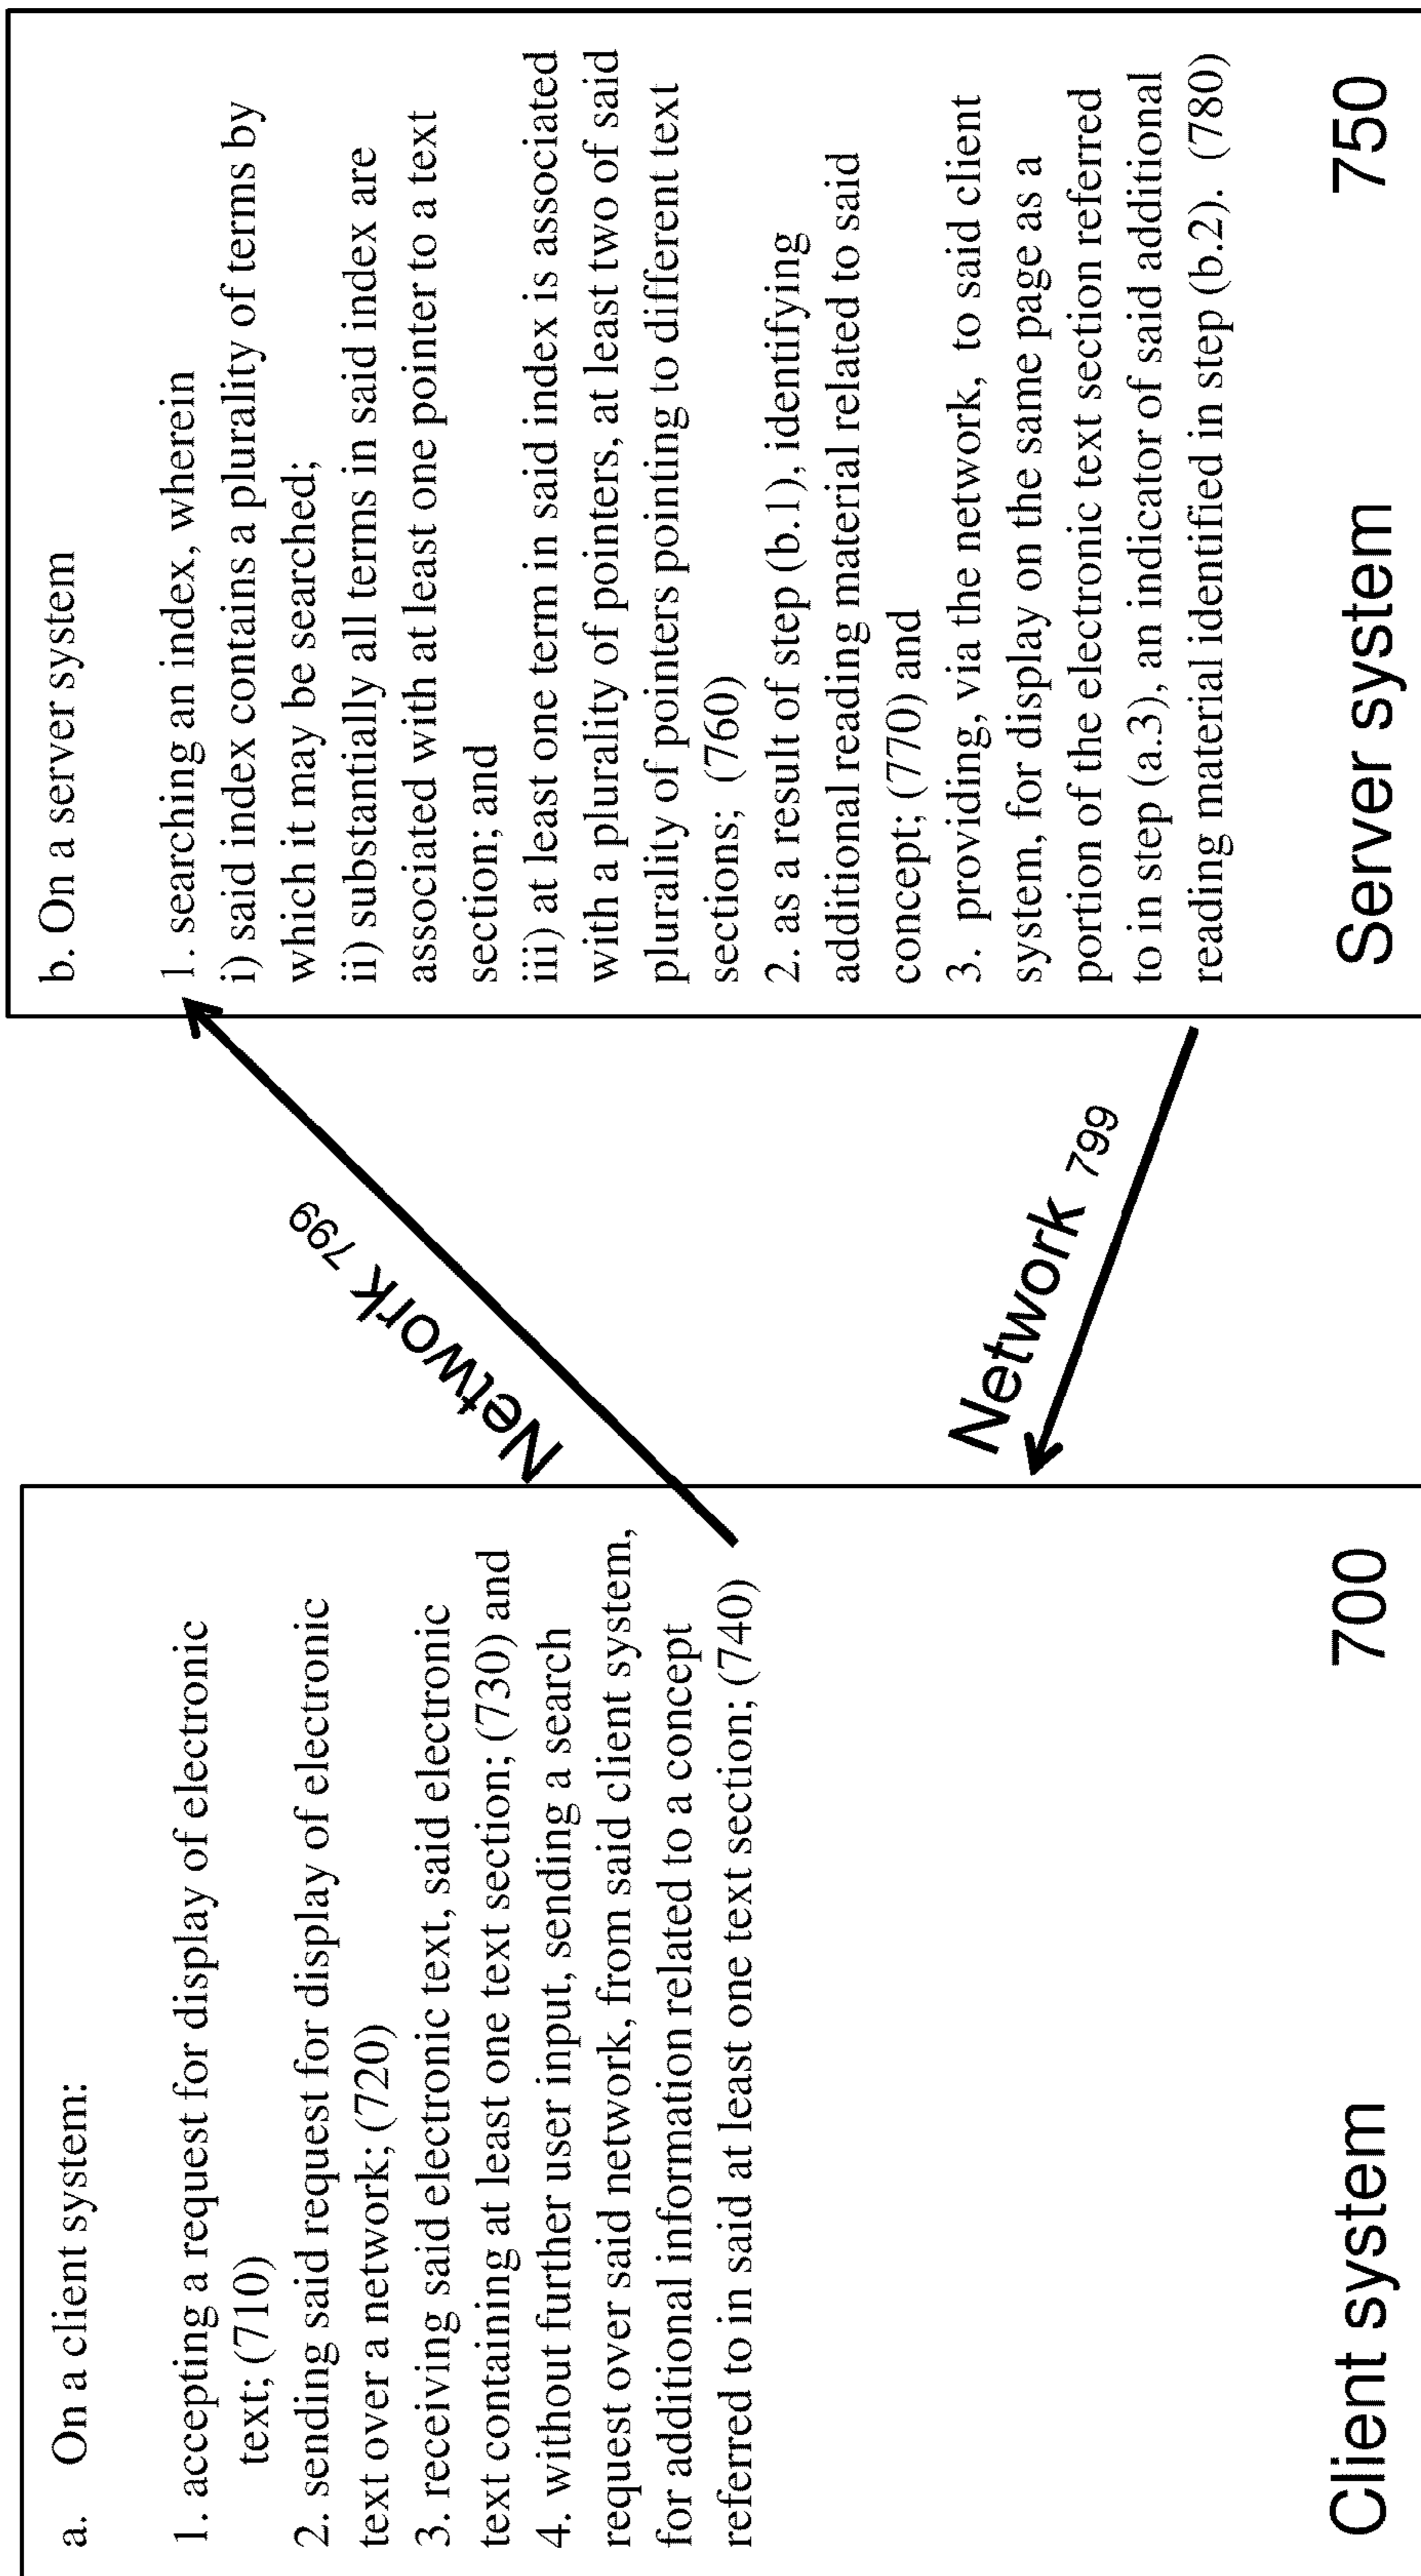 a. On a client system:
1. accepting a request for display of electronic
text; (710)
2. sending said request for display of electronic
text over a network; (720)
3. receiving said electronic text, said electronic
text containing at least one text section; (730) and
4. without further user input, sending a search
request over said network, from said client system,
for additional information related to a concept
referred to in said at least one text section; (740)
Client system 700
Network 799
Network 799
b. On a server system
1. searching an index, wherein
i) said index contains a plurality of terms by
which it may be searched;
ii) substantially all terms in said index are
associated with at least one pointer to a text
section; and
iii) at least one term in said index is associated
with a plurality of pointers, at least two of said
plurality of pointers pointing to different text
sections; (760)
2. as a result of step (b.1), identifying
additional reading material related to said
concept; (770) and
3. providing, via the network, to said client
system, for display on the same page as a
portion of the electronic text section referred
to in step (a.3), an indicator of said additional
reading material identified in step (b.2). (780)
Server system 750